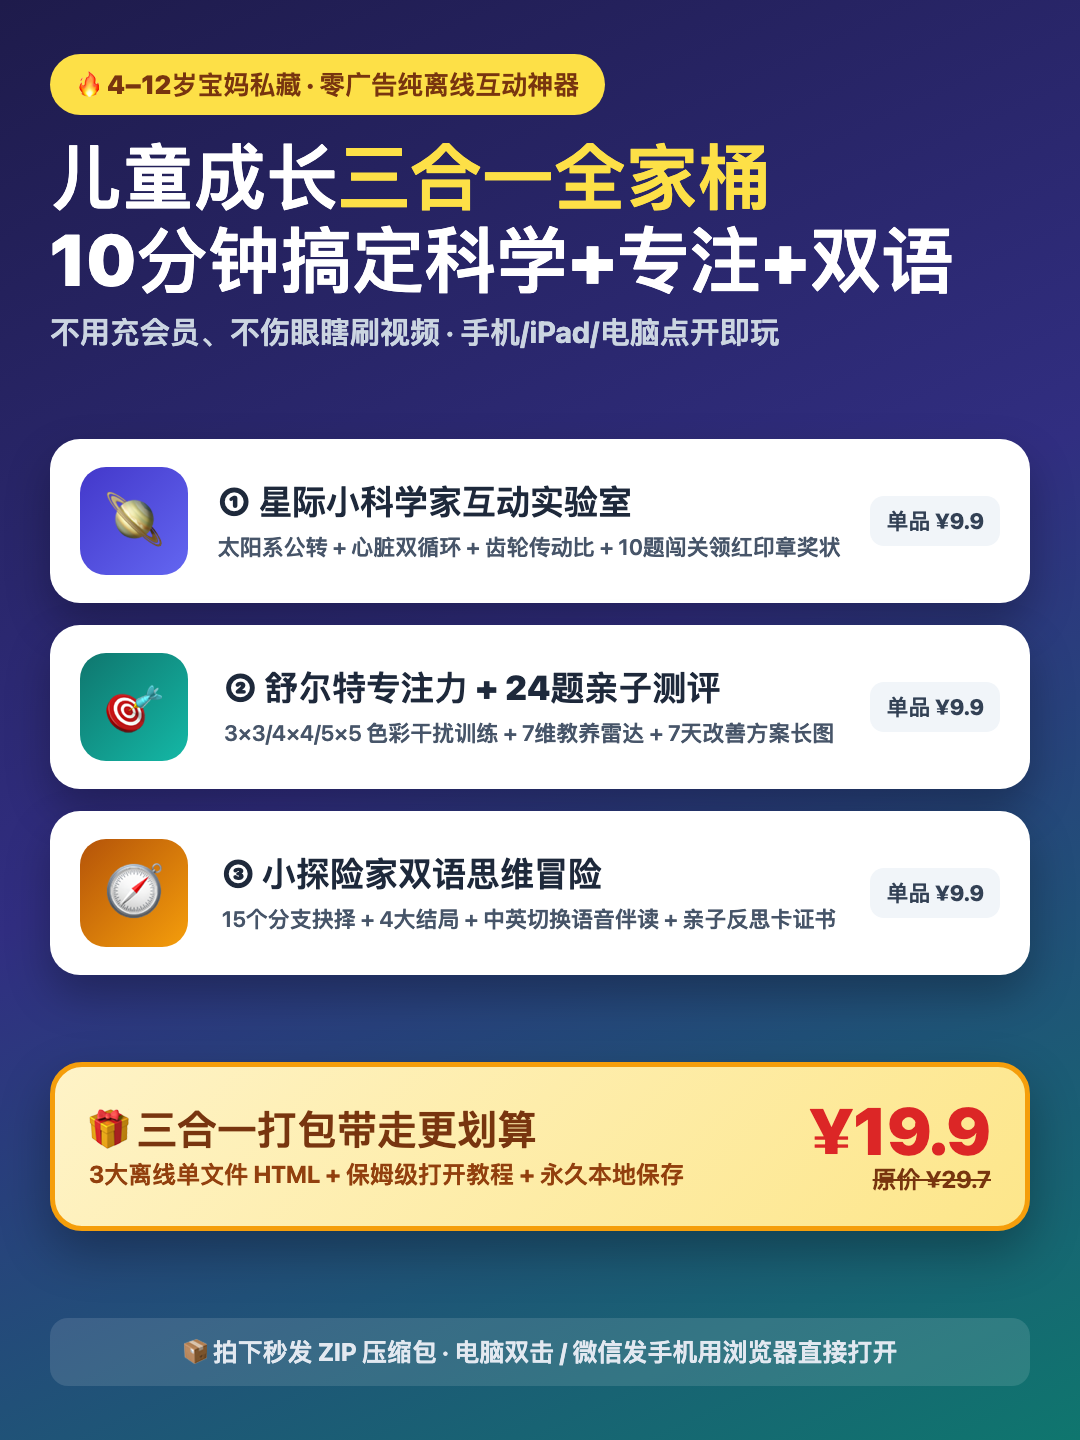 🔥 4–12岁宝妈私藏 · 零广告纯离线互动神器
儿童成长三合一全家桶
10分钟搞定科学+专注+双语
不用充会员、不伤眼瞎刷视频 · 手机/iPad/电脑点开即玩
① 星际小科学家互动实验室
太阳系公转 + 心脏双循环 + 齿轮传动比 + 10题闯关领红印章奖状
单品 ¥9.9
② 舒尔特专注力 + 24题亲子测评
3×3/4×4/5×5 色彩干扰训练 + 7维教养雷达 + 7天改善方案长图
单品 ¥9.9
③ 小探险家双语思维冒险
15个分支抉择 + 4大结局 + 中英切换语音伴读 + 亲子反思卡证书
单品 ¥9.9
🎁 三合一打包带走更划算
3大离线单文件 HTML + 保姆级打开教程 + 永久本地保存
¥19.9
原价 ¥29.7
📦 拍下秒发 ZIP 压缩包 · 电脑双击 / 微信发手机用浏览器直接打开